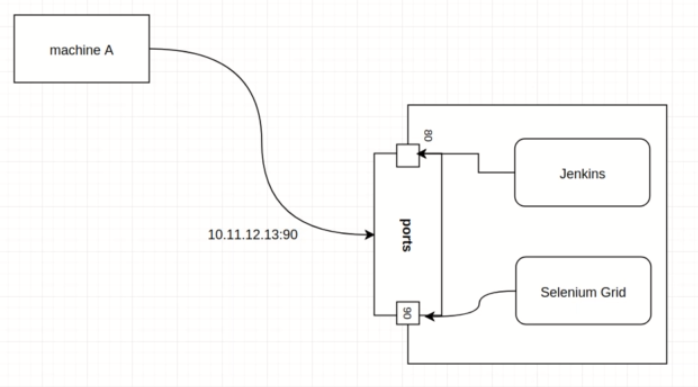 machine A
80
Jenkins
10.11.12.13:90
ports
Selenium Grid
90